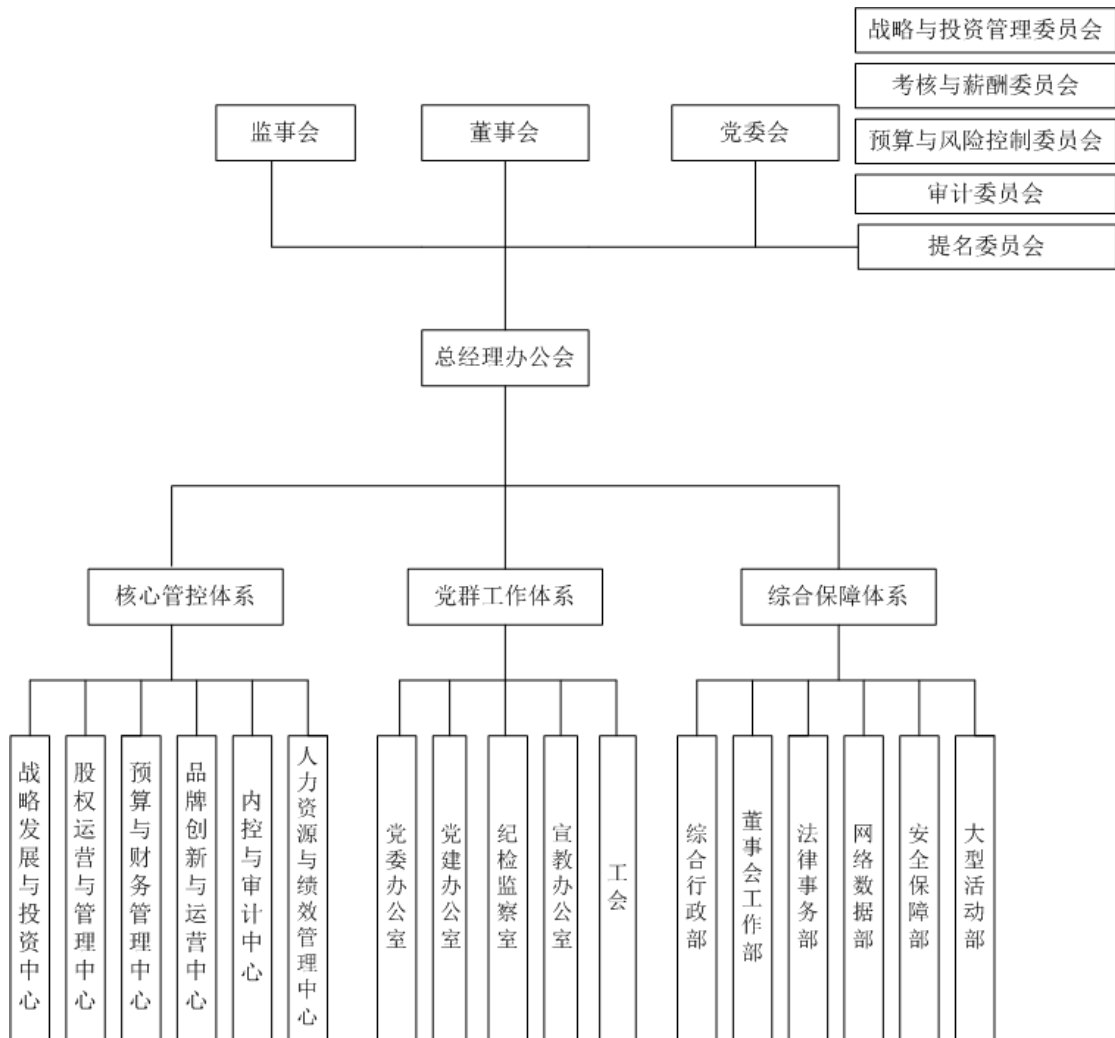 战略与投资管理委员会
考核与薪酬委员会
预算与风险控制委员会
审计委员会
提名委员会
监事会
董事会
党委会
总经理办公会
核心管控体系
党群工作体系
综合保障体系
战略发展与投资中心
股权运营与管理中心
预算与财务管理中心
品牌创新与运营中心
内控与审计中心
人力资源与绩效管理中心
党委办公室
党建办公室
纪检监察室
宣教办公室
工会
综合行政部
董事会工作部
法律事务部
网络数据部
安全保障部
大型活动部